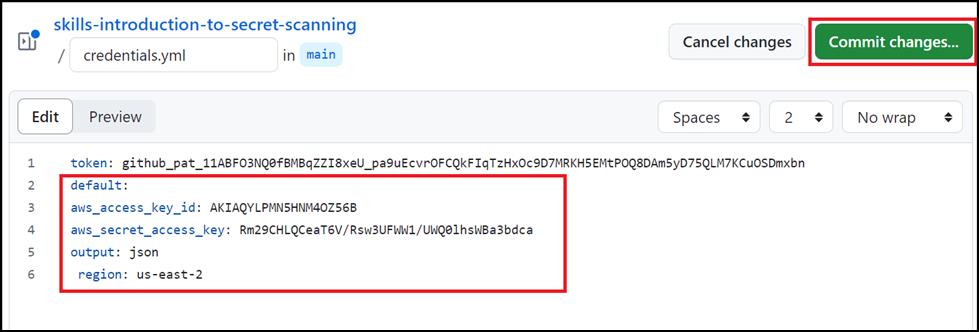 skills-introduction-to-secret-scanning
/ credentials.yml in main
Cancel changes
Commit changes...
Edit Preview
Spaces 2 No wrap
1 token: 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
2 default:
3 aws_access_key_id: AKIAQYLPMN5HNM4OZ56B
4 aws_secret_access_key: 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
5 output: json
6 region: us-east-2